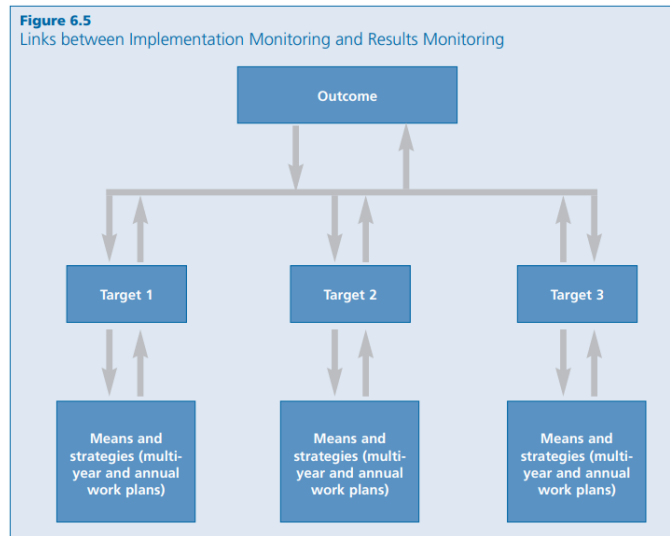 Figure 6.5
Links between Implementation Monitoring and Results Monitoring
Outcome
Target 1
Target 2
Target 3
Means and
strategies (multi-
year and annual
work plans)
Means and
strategies (multi-
year and annual
work plans)
Means and
strategies (multi-
year and annual
work plans)